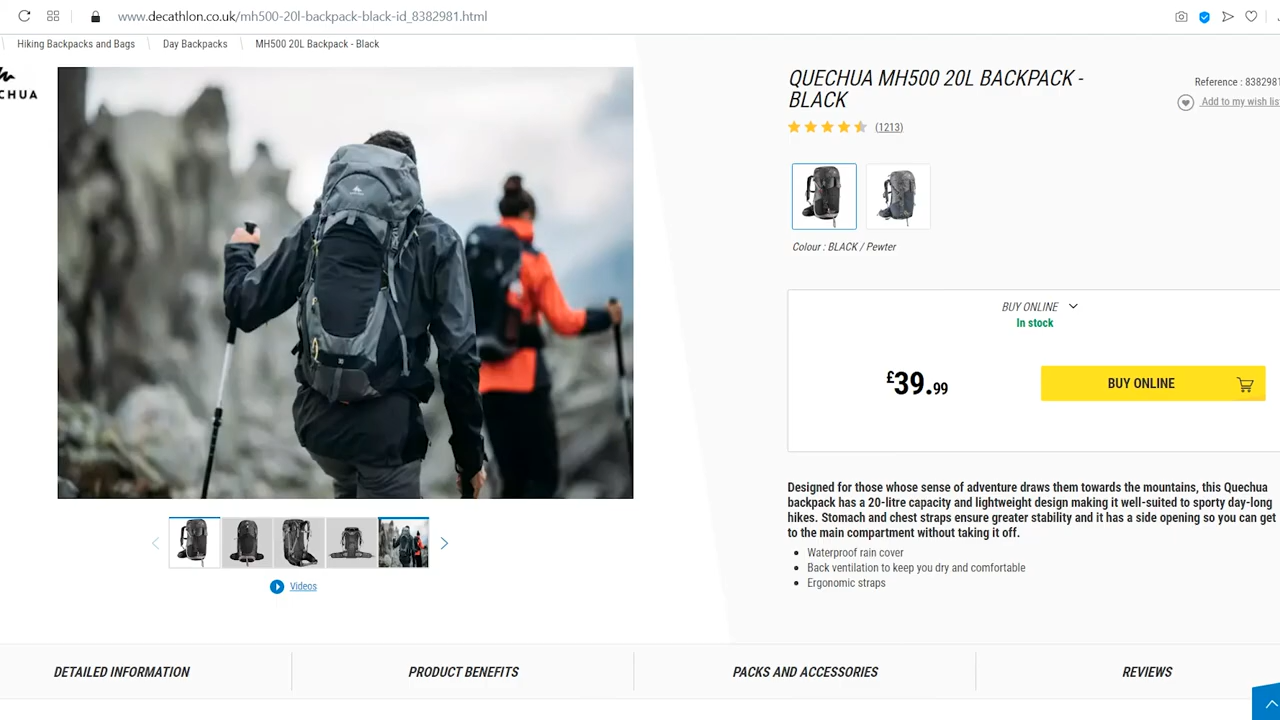 www.decathlon.co.uk/mh500-20l-backpack-black-id_8382981.html
Hiking Backpacks and Bags
Day Backpacks
MH500 20L Backpack - Black
CHUA
QUECHUA MH500 20L BACKPACK -
BLACK
Reference : 8382981
Add to my wish lis
(1213)
Colour : BLACK / Pewter
BUY ONLINE
In stock
£39.99
BUY ONLINE
Designed for those whose sense of adventure draws them towards the mountains, this Quechua
backpack has a 20-litre capacity and lightweight design making it well-suited to sporty day-long
hikes. Stomach and chest straps ensure greater stability and it has a side opening so you can get
to the main compartment without taking it off.
Waterproof rain cover
Back ventilation to keep you dry and comfortable
Ergonomic straps
Videos
DETAILED INFORMATION
PRODUCT BENEFITS
PACKS AND ACCESSORIES
REVIEWS